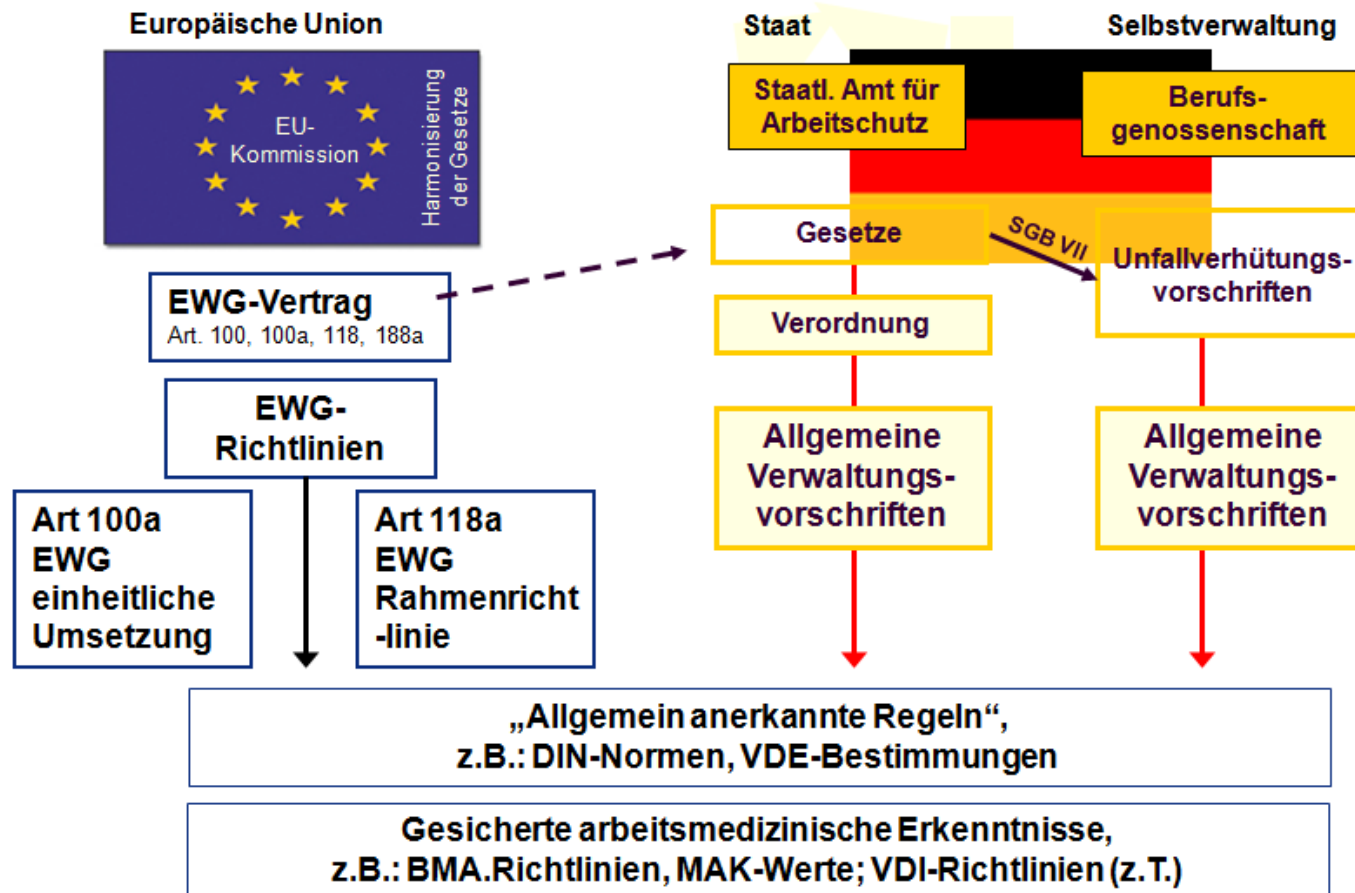 Europäische Union
EU-
Kommission
Harmonisierung
der Gesetze
EWG-Vertrag
Art. 100, 100a, 118, 188a
EWG-
Richtlinien
Art 100a
EWG
einheitliche
Umsetzung
Art 118a
EWG
Rahmenricht
-linie
Staat
Selbstverwaltung
Staatl. Amt für
Arbeitschutz
Berufs-
genossenschaft
Gesetze
SGB VII
Unfallverhütungs-
vorschriften
Verordnung
Allgemeine
Verwaltungs-
vorschriften
Allgemeine
Verwaltungs-
vorschriften
„Allgemein anerkannte Regeln“,
z.B.: DIN-Normen, VDE-Bestimmungen
Gesicherte arbeitsmedizinische Erkenntnisse,
z.B.: BMA.Richtlinien, MAK-Werte; VDI-Richtlinien (z.T.)